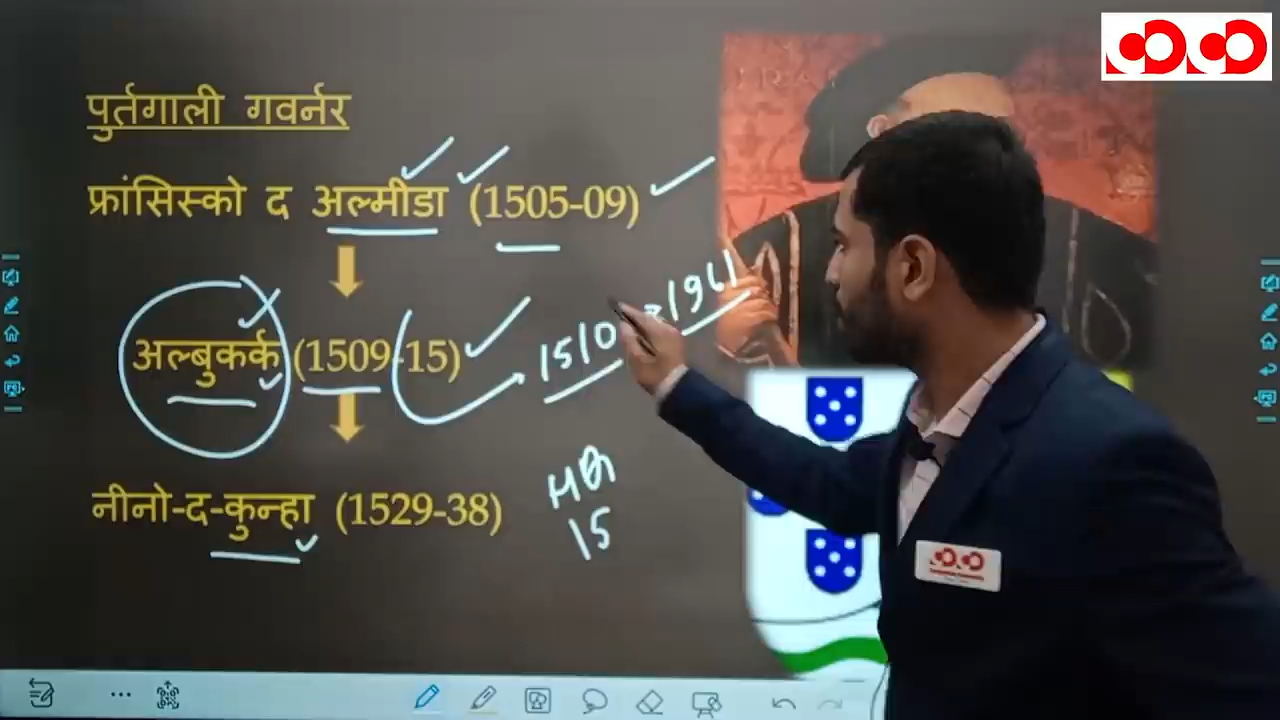 पुर्तगाली गवर्नर
फ्रांसिस्को द अल्मीडा (1505-09)
अल्बुकर्क (1509-15)
1510
1961
नीनो-द-कुन्हा (1529-38)
15